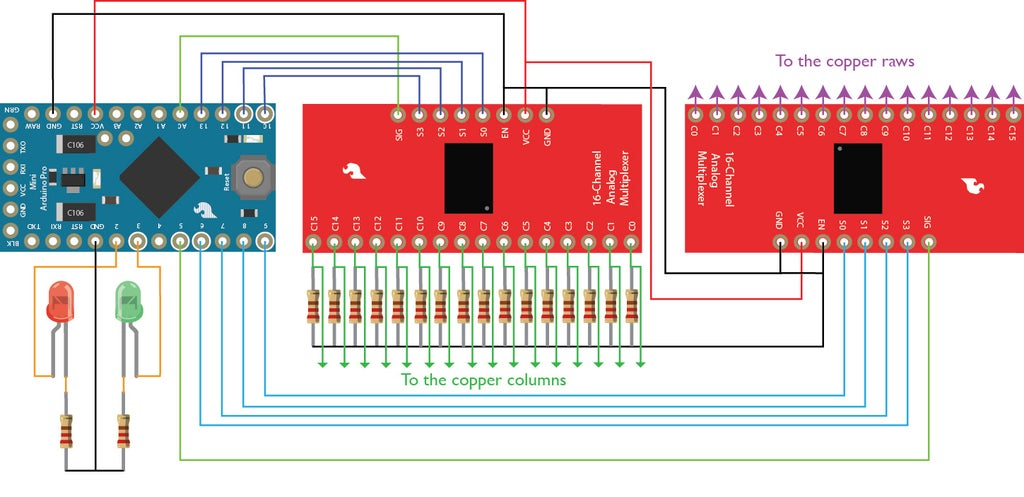 To the copper raws
GRN
RAW
GND
RST
VCC
A3
A2
A1
A0
13
12
11
10
TXO
RXI
VCC
GND
BLK
C106
C106
Mini
Arduino Pro
Reset
TXO
RXI
RST
GND
2
3
4
5
6
7
8
9
SIG
S3
S2
S1
S0
EN
VCC
GND
16-Channel
Analog
Multiplexer
C15
C14
C13
C12
C11
C10
C9
C8
C7
C6
C5
C4
C3
C2
C1
C0
C0
C1
C2
C3
C4
C5
C6
C7
C8
C9
C10
C11
C12
C13
C14
C15
16-Channel
Analog
Multiplexer
GND
VCC
EN
S0
S1
S2
S3
SIG
To the copper columns